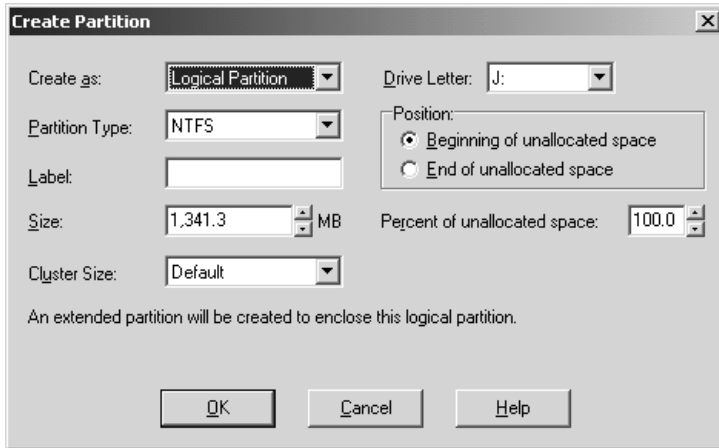 Create Partition
Create as: Logical Partition Drive Letter: J:
Position:
Partition Type: NTFS Beginning of unallocated space
Label: End of unallocated space
Size: 1,341.3 MB Percent of unallocated space: 100.0
Cluster Size: Default
An extended partition will be created to enclose this logical partition.
OK Cancel Help